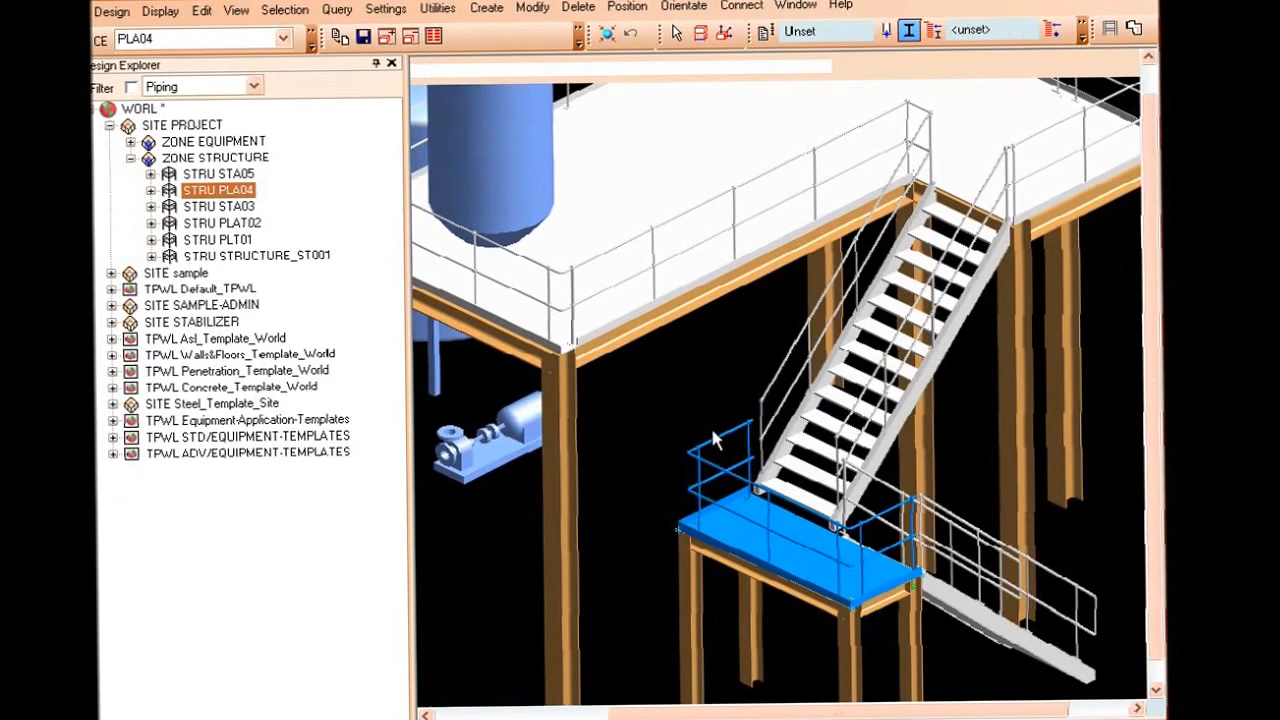 Design Display Edit View Selection Query Settings Utilities Create Modify Delete Position Orientate Connect Window Help
CE PLA04 Unset <unset>
esign Explorer
Filter Piping
WORL *
SITE PROJECT
ZONE EQUIPMENT
ZONE STRUCTURE
STRU STA05
STRU PLA04
STRU STA03
STRU PLAT02
STRU PLT01
STRU STRUCTURE_ST001
SITE sample
TPWL Default_TPWL
SITE SAMPLE-ADMIN
SITE STABILIZER
TPWL Asl_Template_World
TPWL Walls&Floors_Template_World
TPWL Penetration_Template_World
TPWL Concrete_Template_World
SITE Steel_Template_Site
TPWL Equipment-Application-Templates
TPWL STD/EQUIPMENT-TEMPLATES
TPWL ADV/EQUIPMENT-TEMPLATES